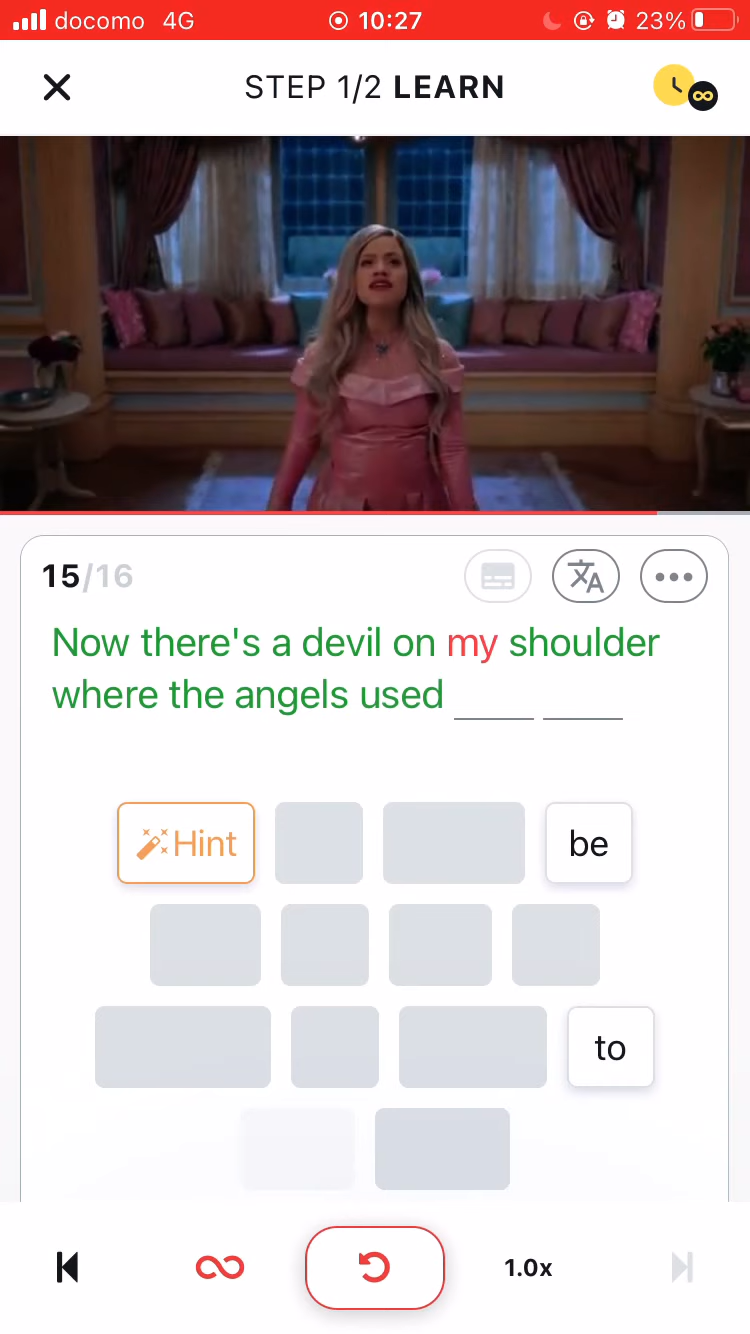 docomo 4G 10:27 23%
STEP 1/2 LEARN
15/16
Now there's a devil on my shoulder
where the angels used
Hint be
to
1.0x